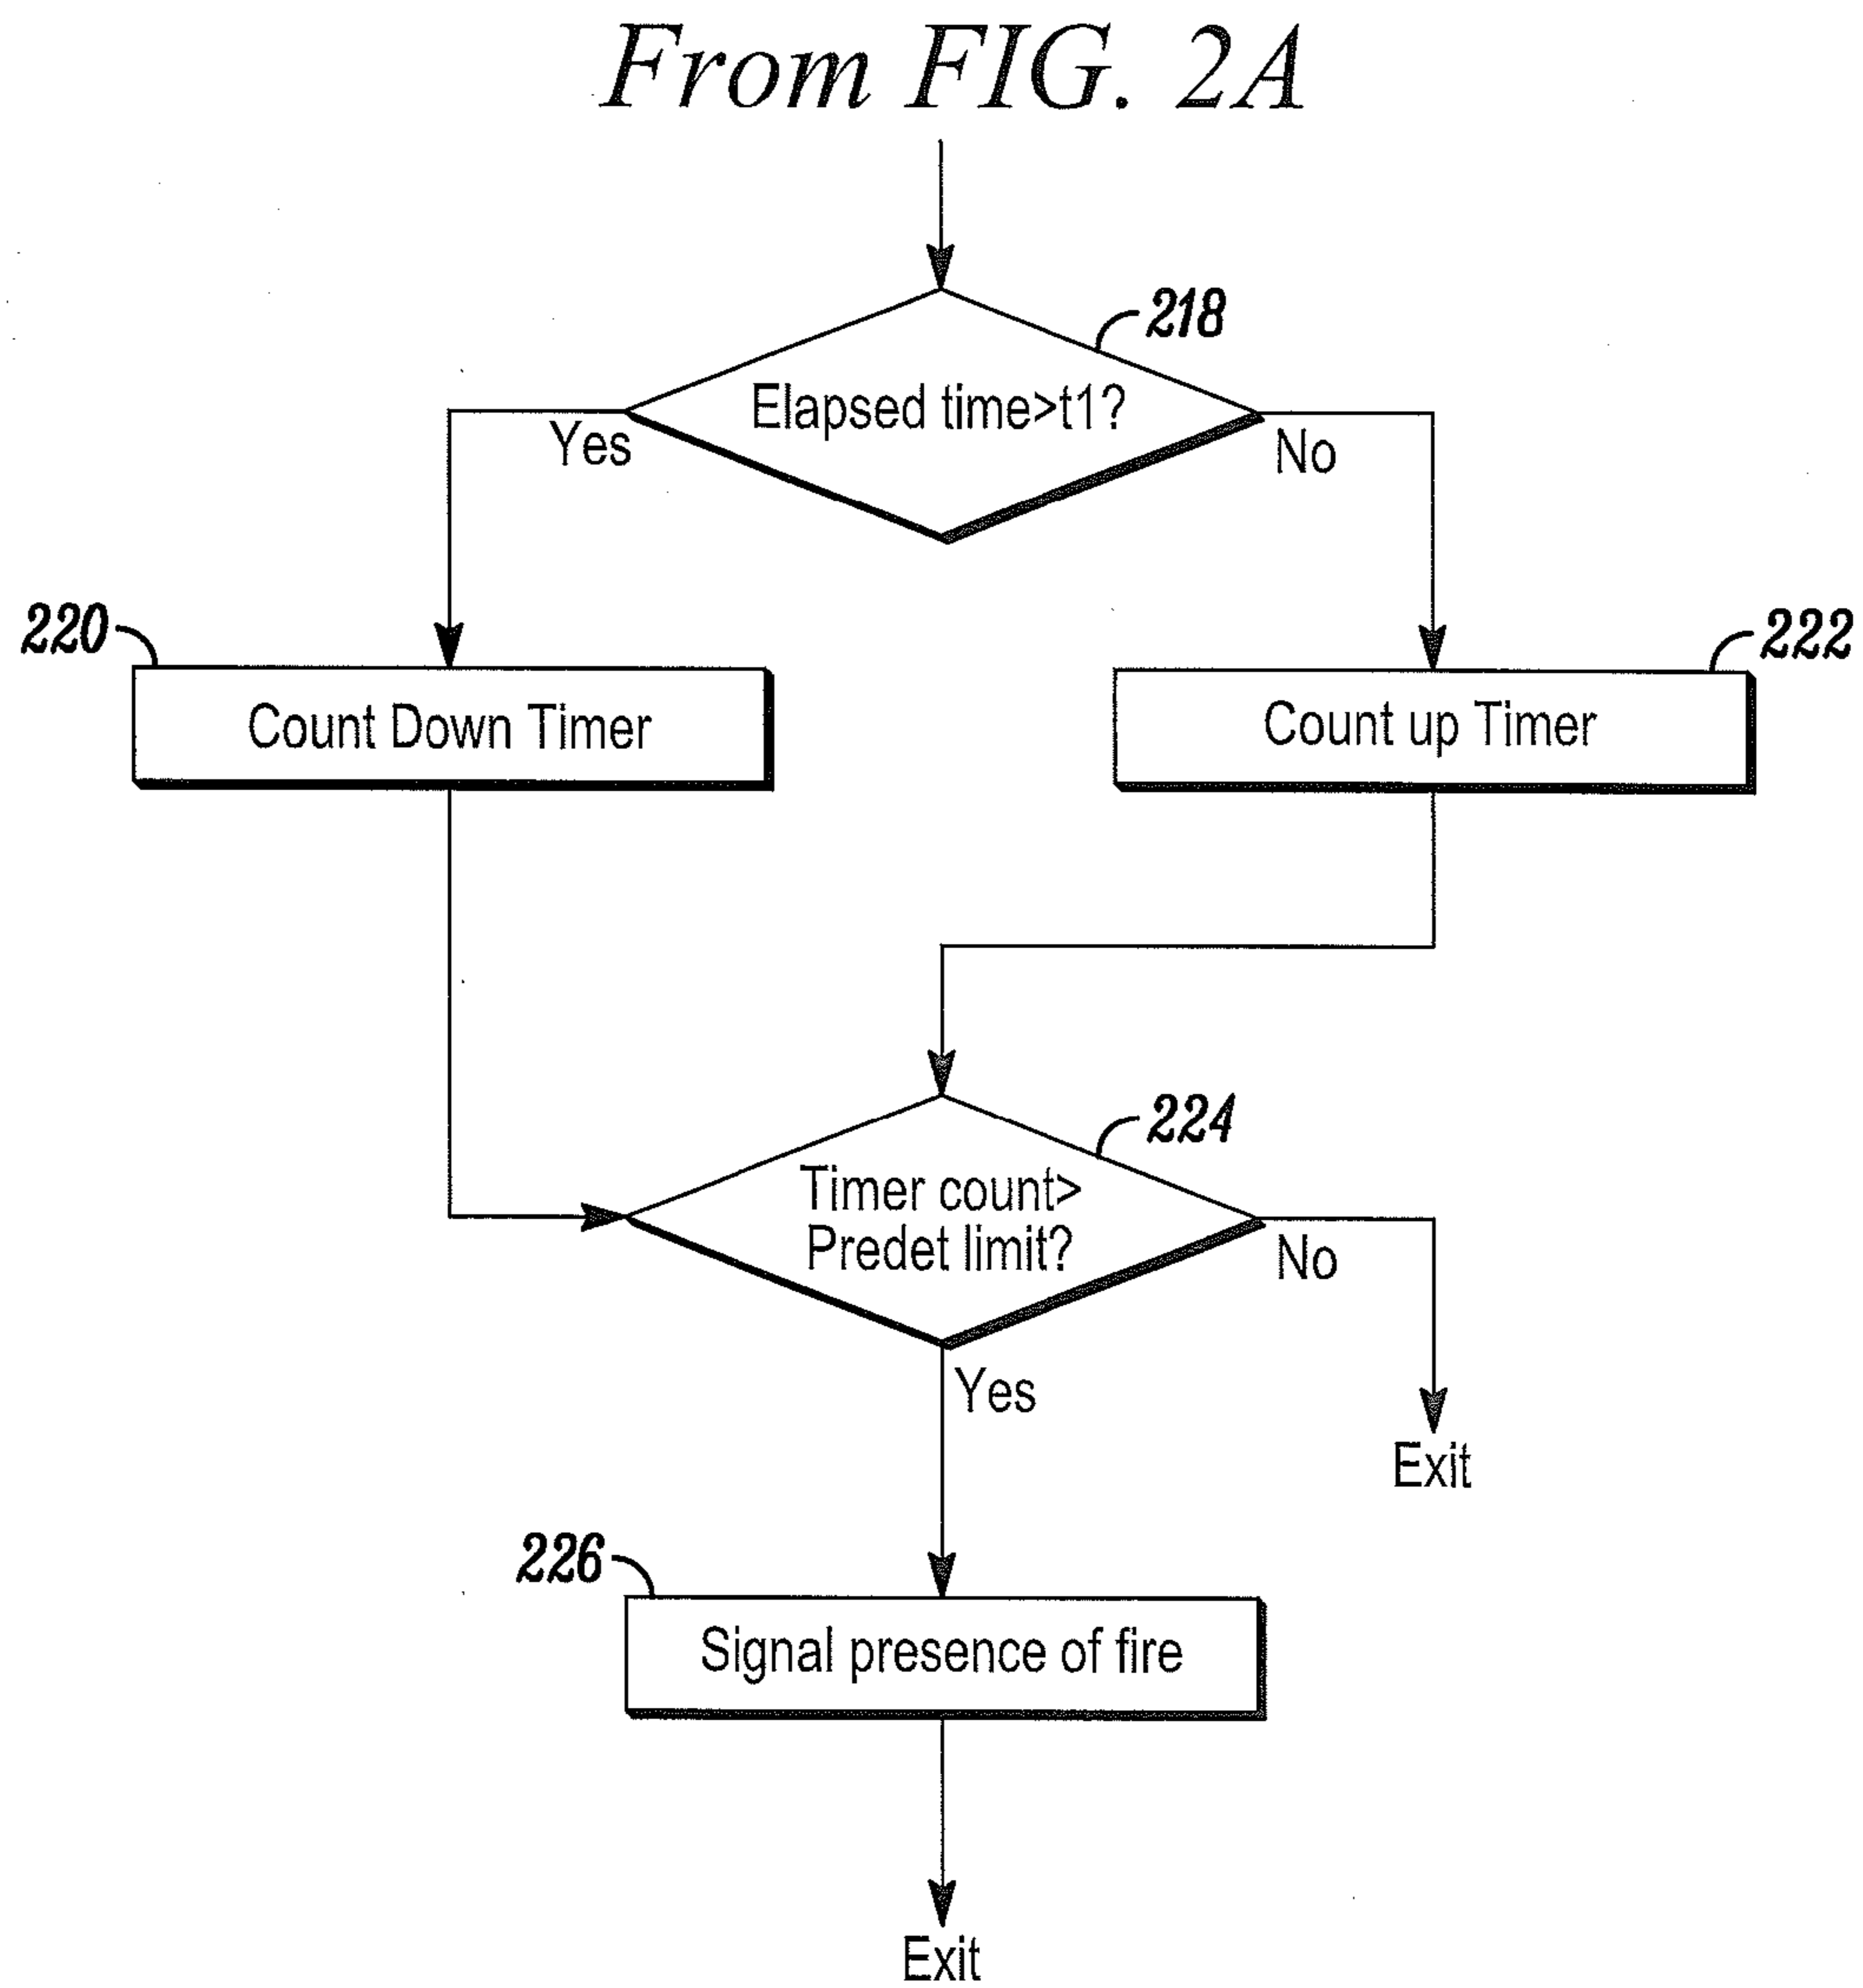 From FIG. 2A
218
Elapsed time>t1?
Yes
No
220
222
Count Down Timer
Count up Timer
224
Timer count>
Predet limit?
No
Yes
Exit
226
Signal presence of fire
Exit